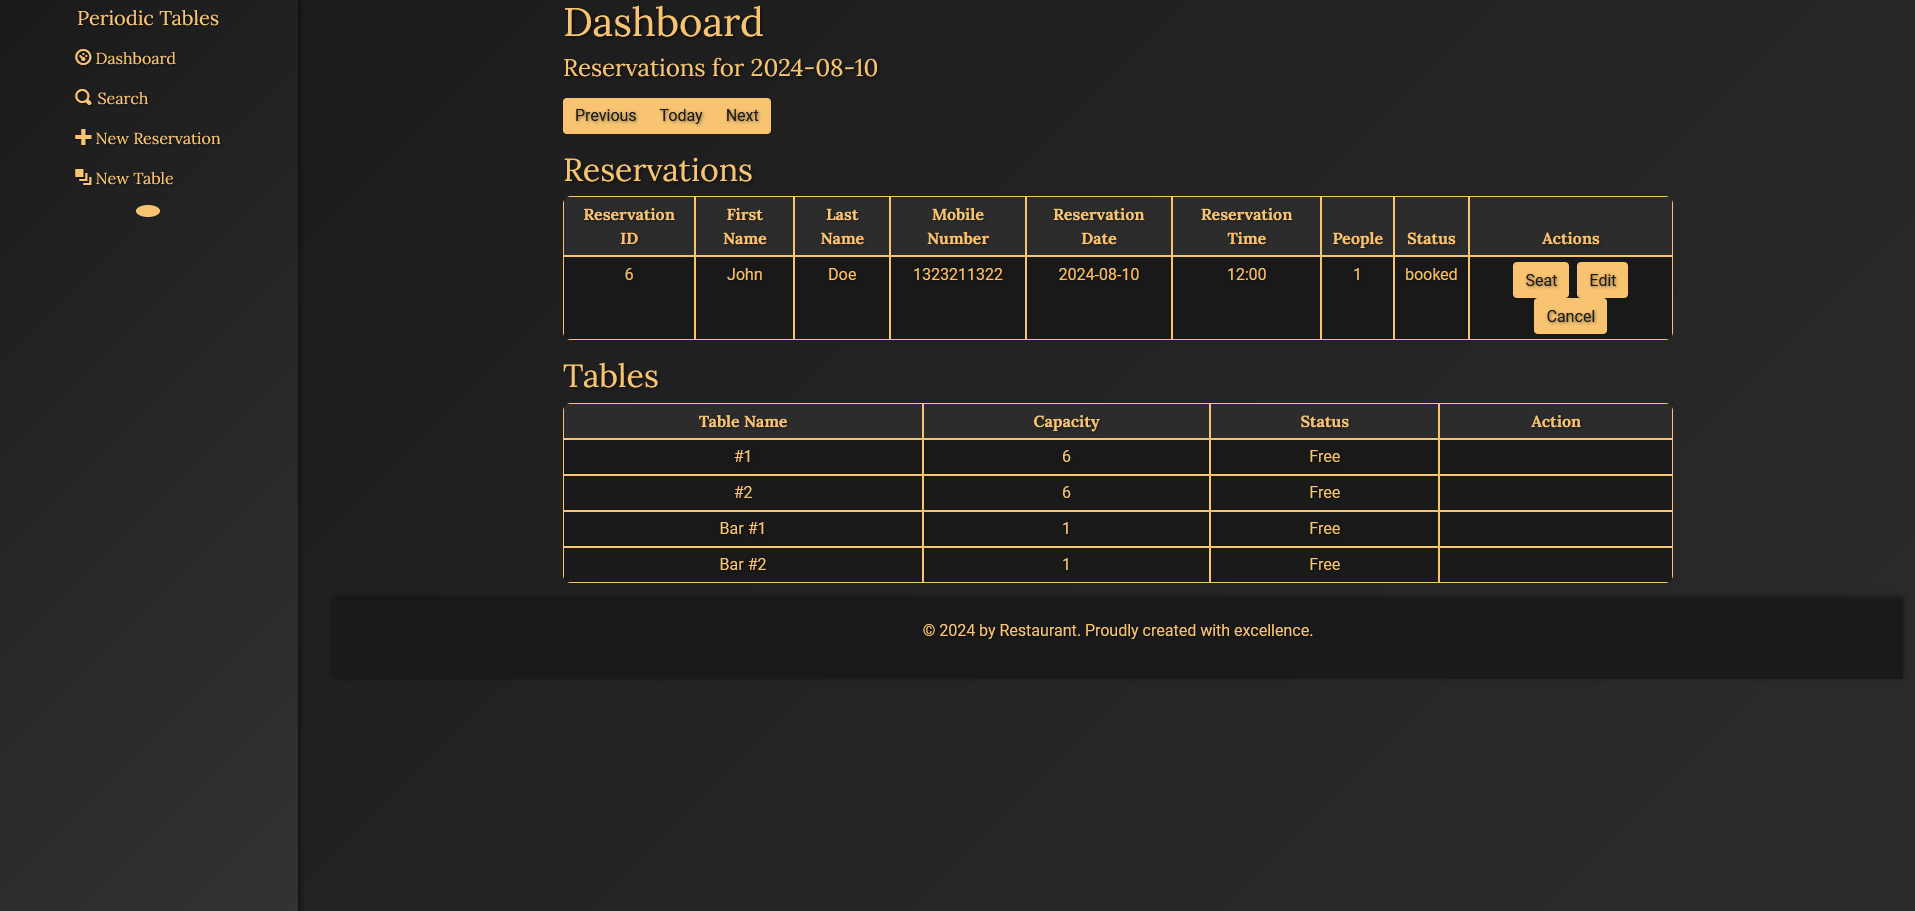 Periodic Tables
Dashboard
Search
New Reservation
New Table
Dashboard
Reservations for 2024-08-10
Previous Today Next
Reservations
Reservation ID First Name Last Name Mobile Number Reservation Date Reservation Time People Status Actions
6 John Doe 1323211322 2024-08-10 12:00 1 booked Seat Edit
Cancel
Tables
Table Name Capacity Status Action
#1 6 Free
#2 6 Free
Bar #1 1 Free
Bar #2 1 Free
© 2024 by Restaurant. Proudly created with excellence.